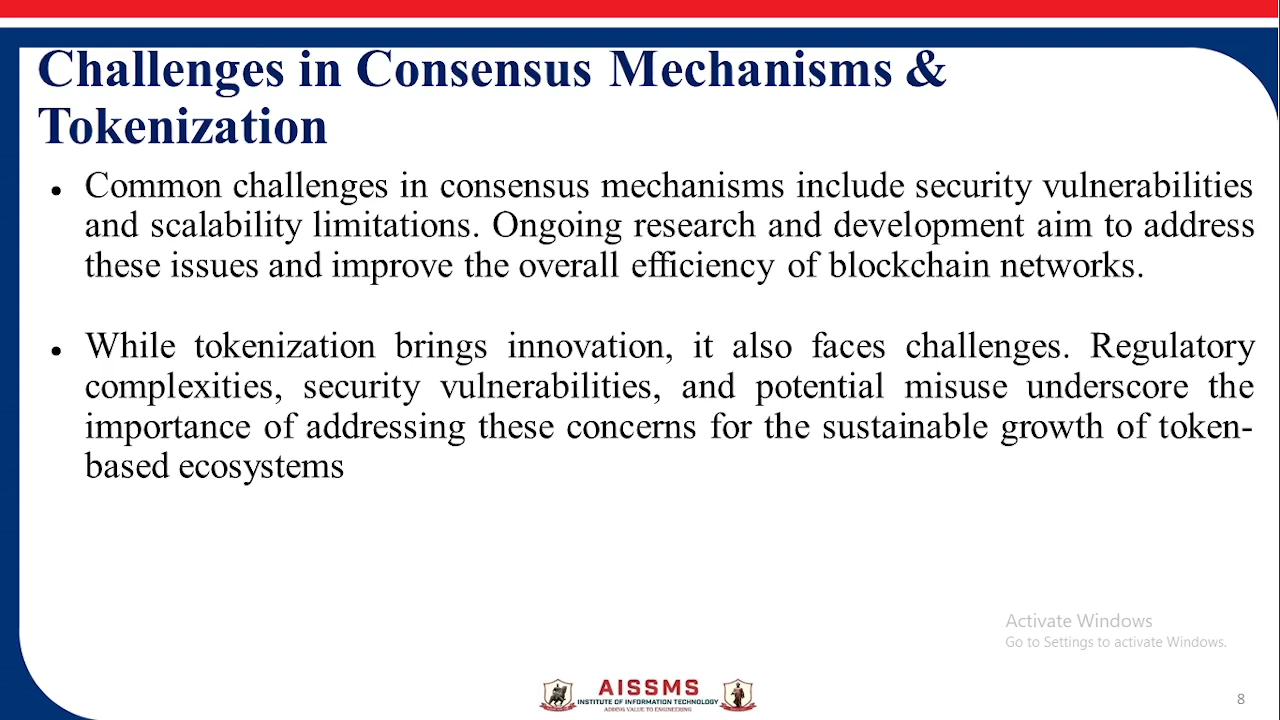 Challenges in Consensus Mechanisms &
Tokenization
• Common challenges in consensus mechanisms include security vulnerabilities
and scalability limitations. Ongoing research and development aim to address
these issues and improve the overall efficiency of blockchain networks.
• While tokenization brings innovation, it also faces challenges. Regulatory
complexities, security vulnerabilities, and potential misuse underscore the
importance of addressing these concerns for the sustainable growth of token-
based ecosystems
Activate Windows
Go to Settings to activate Windows.
AISSMS
INSTITUTE OF INFORMATION TECHNOLOGY
ADDING VALUE TO ENGINEERING
8